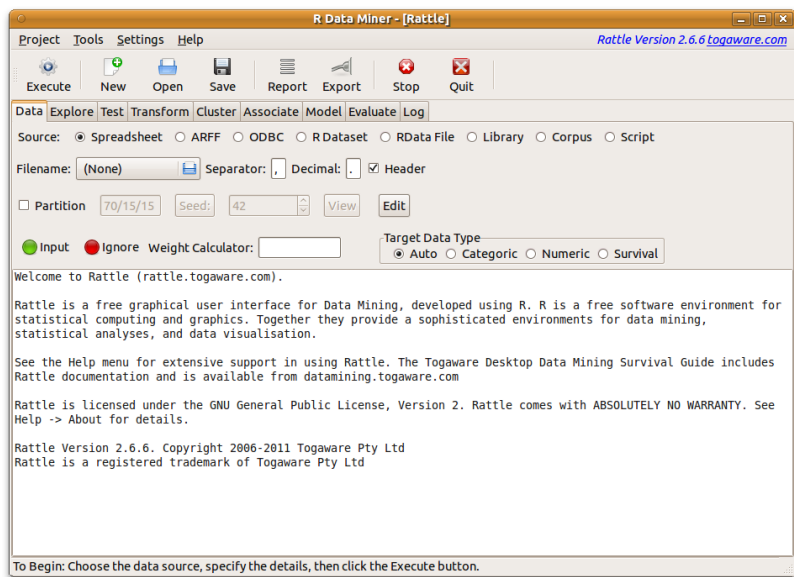 R Data Miner - [Rattle]
Project Tools Settings Help Rattle Version 2.6.6 togaware.com
Execute New Open Save Report Export Stop Quit
Data Explore Test Transform Cluster Associate Model Evaluate Log
Source: Spreadsheet ARFF ODBC R Dataset RData File Library Corpus Script
Filename: (None) Separator: , Decimal: . Header
Partition 70/15/15 Seed: 42 View Edit
Input Ignore Weight Calculator: Target Data Type
Auto Categoric Numeric Survival
Welcome to Rattle (rattle.togaware.com).
Rattle is a free graphical user interface for Data Mining, developed using R. R is a free software environment for
statistical computing and graphics. Together they provide a sophisticated environments for data mining,
statistical analyses, and data visualisation.
See the Help menu for extensive support in using Rattle. The Togaware Desktop Data Mining Survival Guide includes
Rattle documentation and is available from datamining.togaware.com
Rattle is licensed under the GNU General Public License, Version 2. Rattle comes with ABSOLUTELY NO WARRANTY. See
Help -> About for details.
Rattle Version 2.6.6. Copyright 2006-2011 Togaware Pty Ltd
Rattle is a registered trademark of Togaware Pty Ltd
To Begin: Choose the data source, specify the details, then click the Execute button.